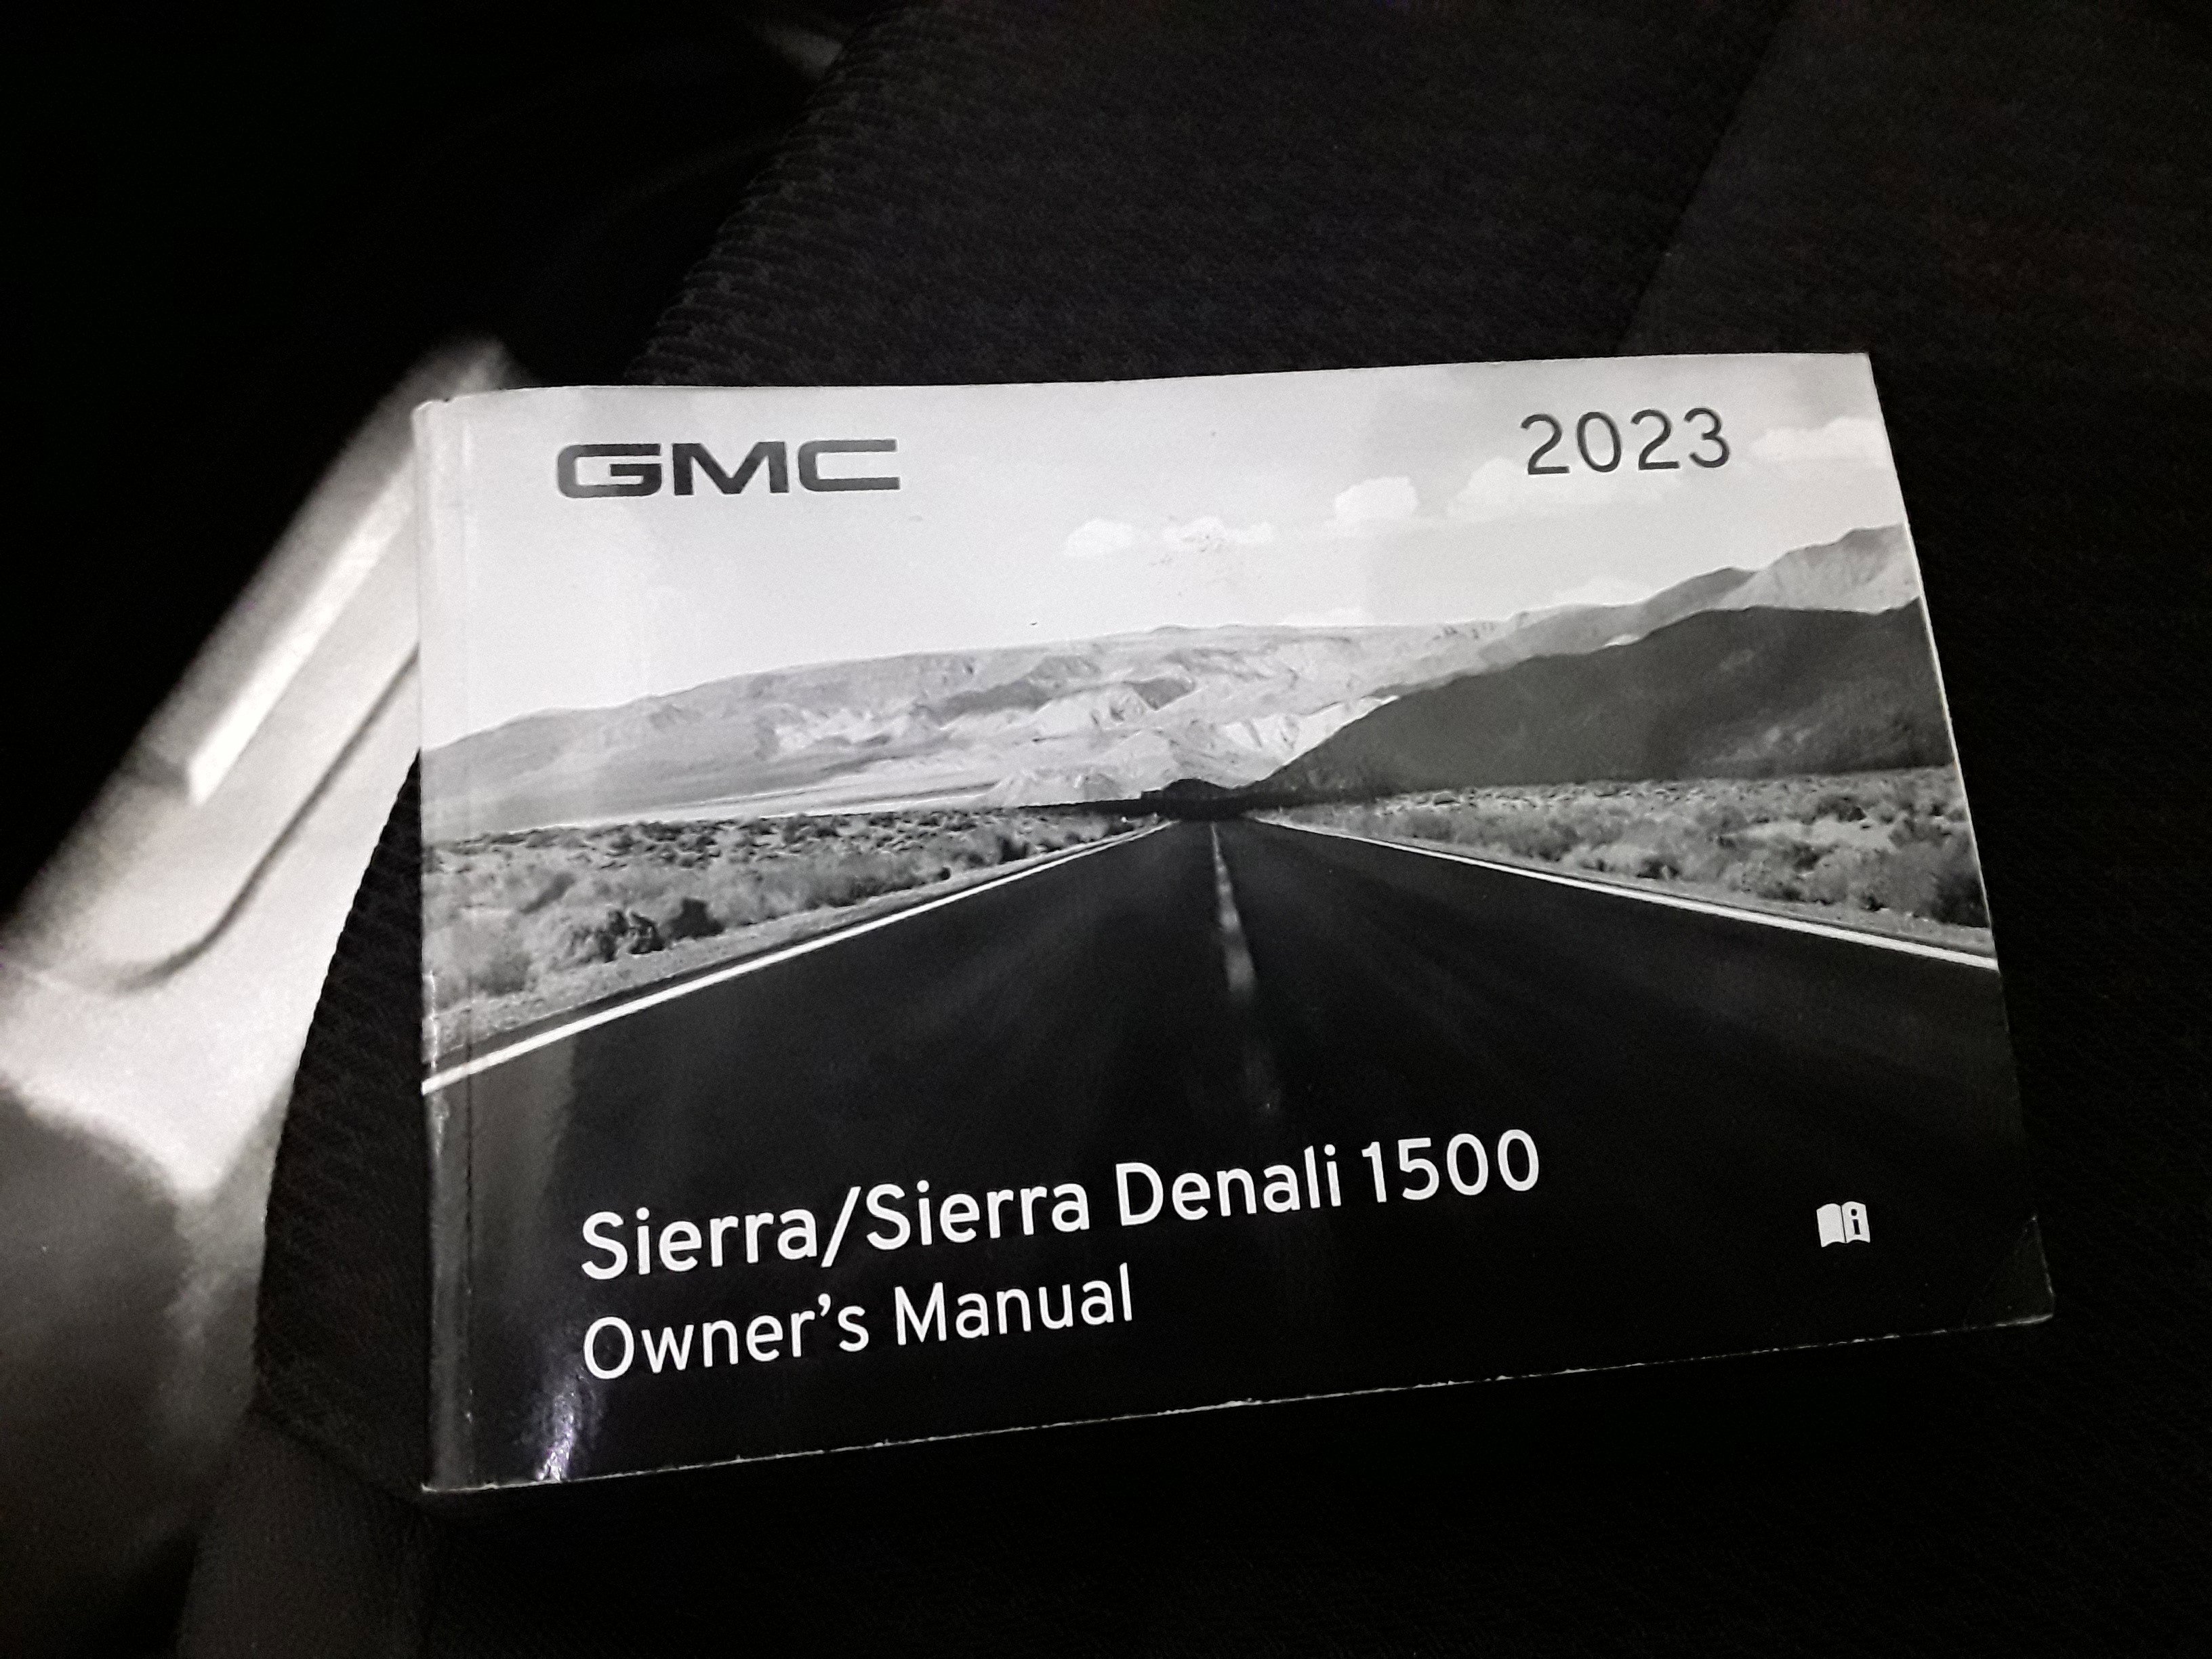 GMC
2023
Sierra/Sierra Denali 1500
Owner's Manual